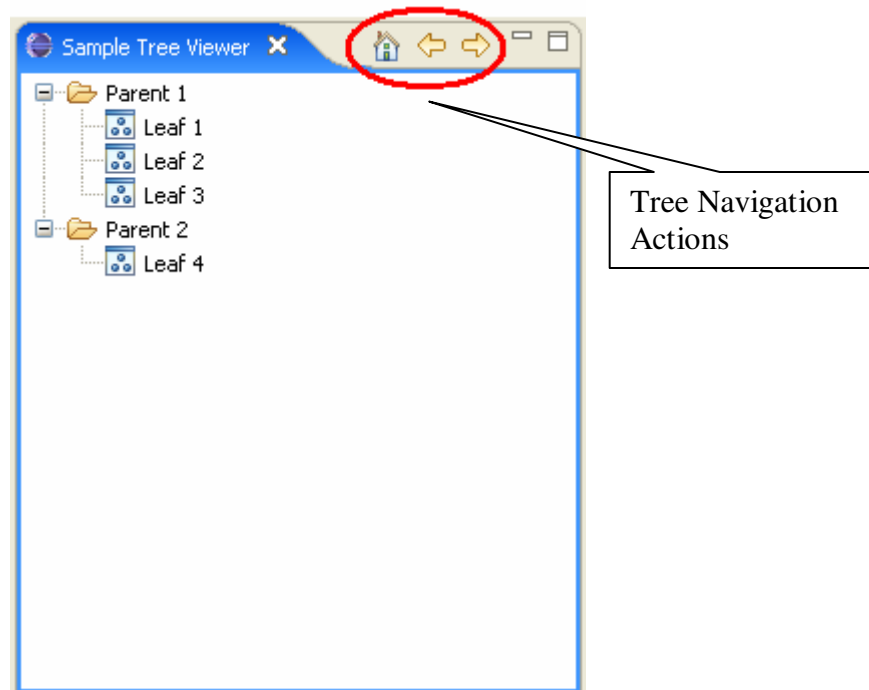 Sample Tree Viewer
Parent 1
Leaf 1
Leaf 2
Leaf 3
Parent 2
Leaf 4
Tree Navigation
Actions